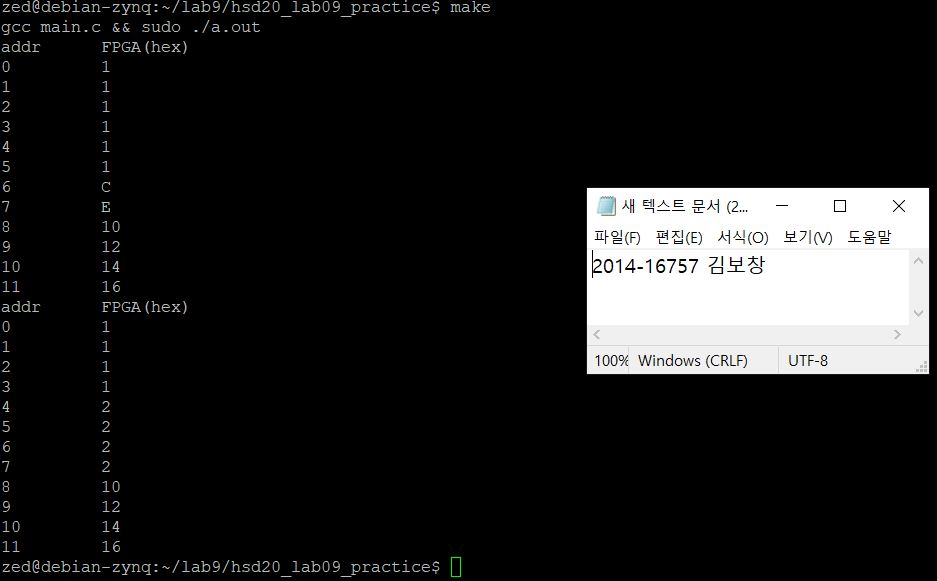 zed@debian-zynq:~/lab9/hsd20_lab09_practice$ make
gcc main.c && sudo ./a.out
addr FPGA(hex)
0 1
1 1
2 1
3 1
4 1
5 1
6 C
7 E
8 10
9 12
10 14
11 16
addr FPGA(hex)
0 1
1 1
2 1
3 1
4 2
5 2
6 2
7 2
8 10
9 12
10 14
11 16
zed@debian-zynq:~/lab9/hsd20_lab09_practice$
새 텍스트 문서 (2...
파일(F) 편집(E) 서식(O) 보기(V) 도움말
2014-16757 김보창
100% Windows (CRLF) UTF-8